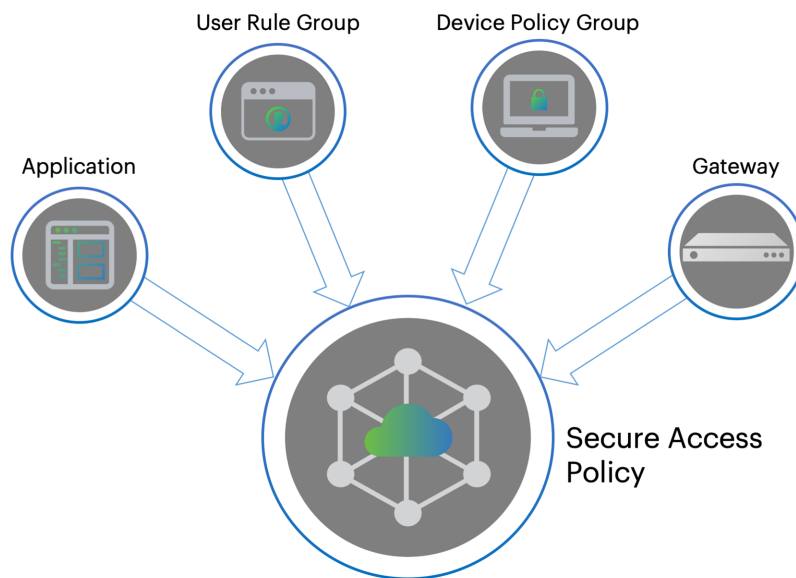 User Rule Group
Device Policy Group
Application
Gateway
Secure Access
Policy